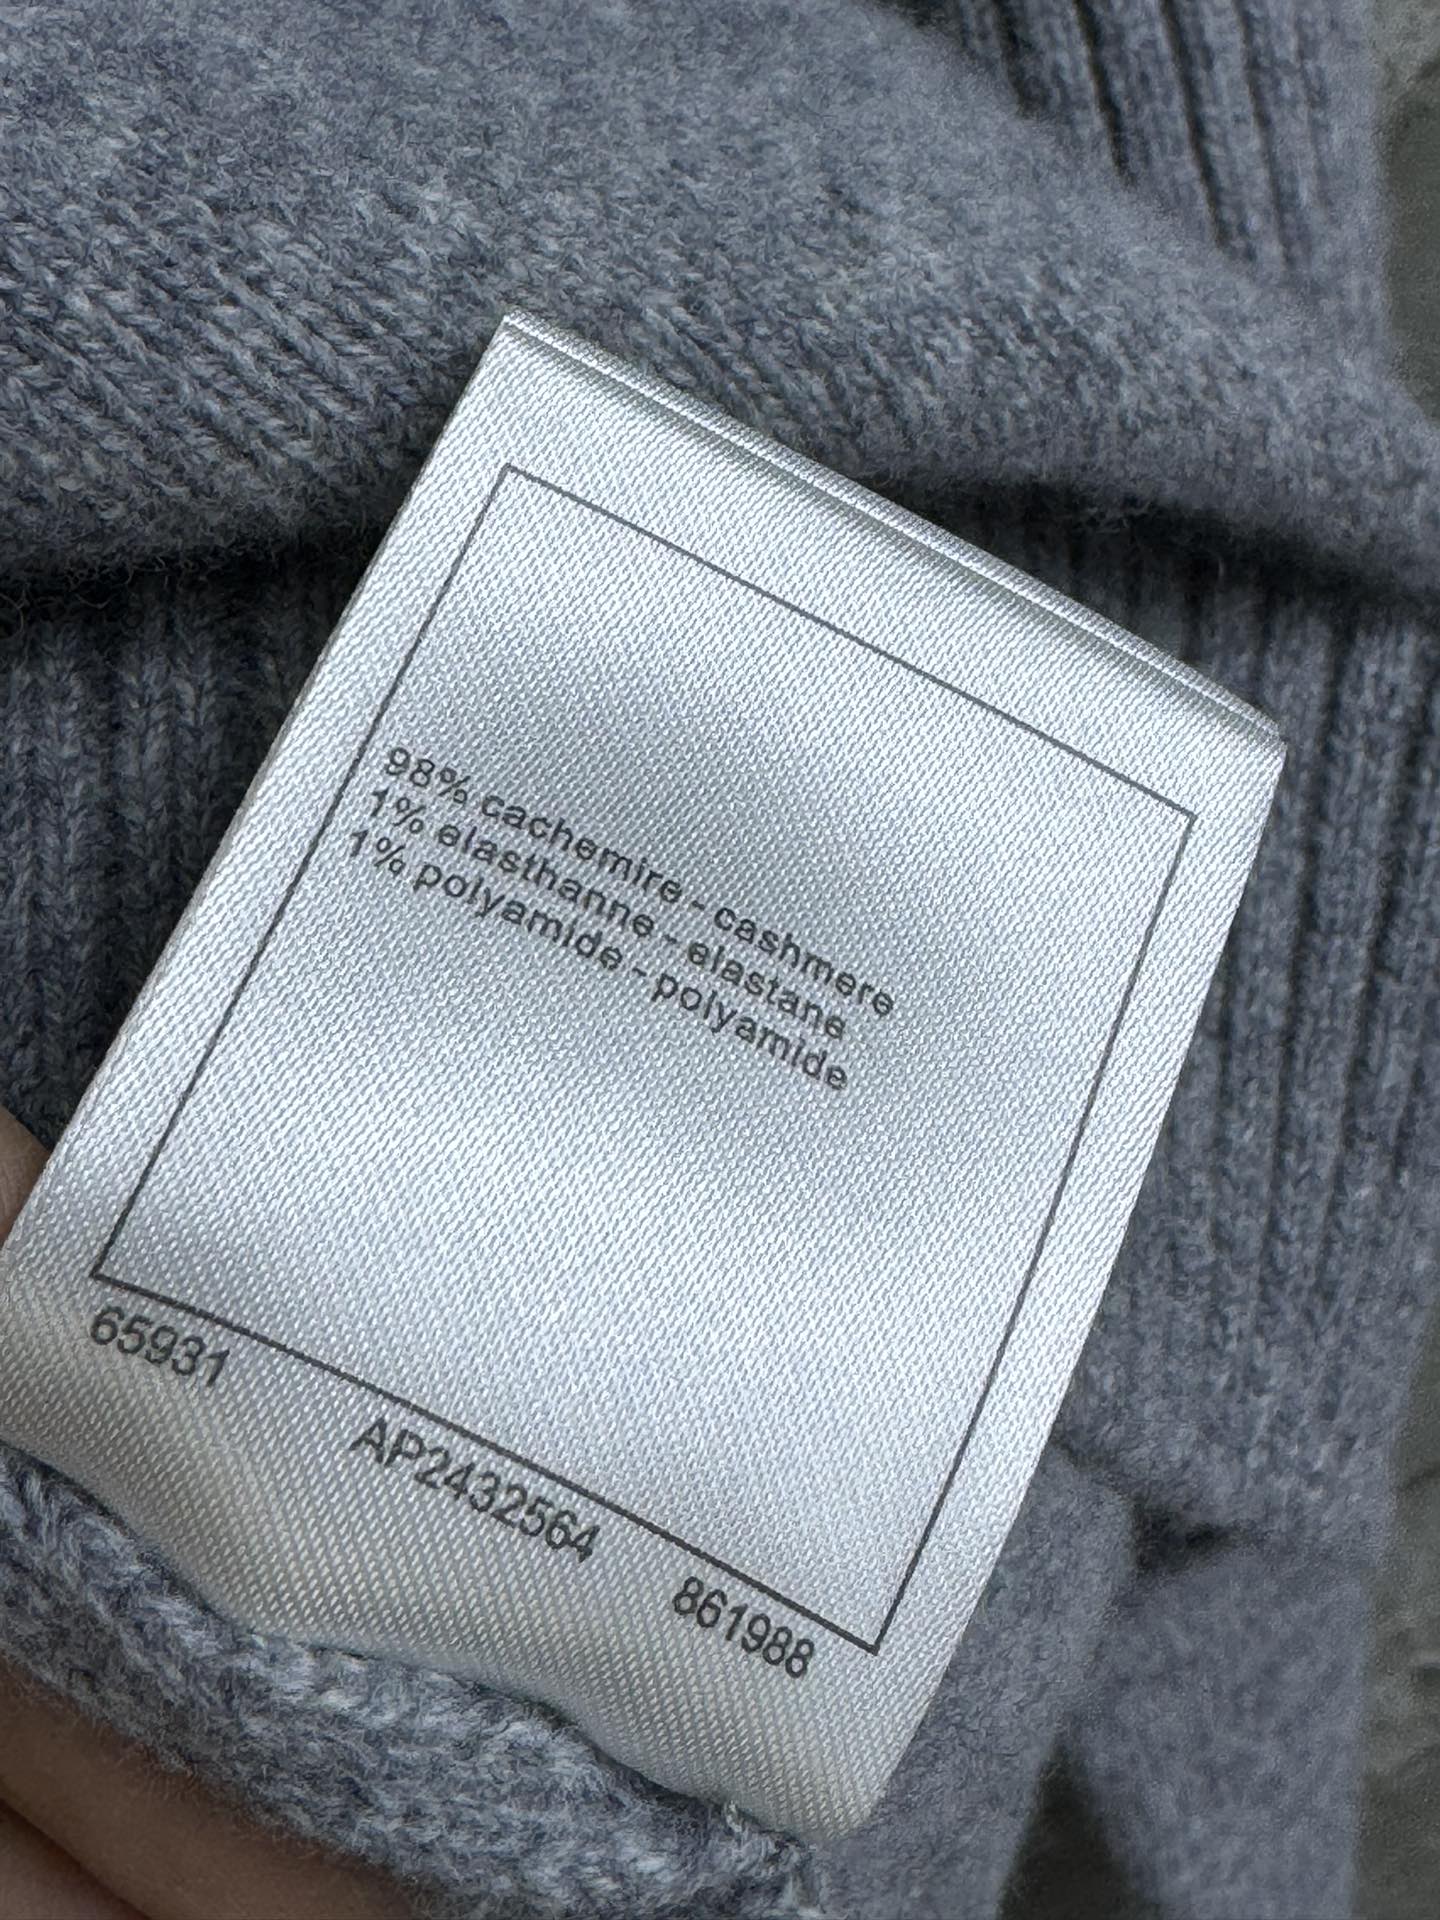 98% cachemire - cashmere
1% elasthanne - elastane
1% polyamide - polyamide
65931
AP2432564
861988